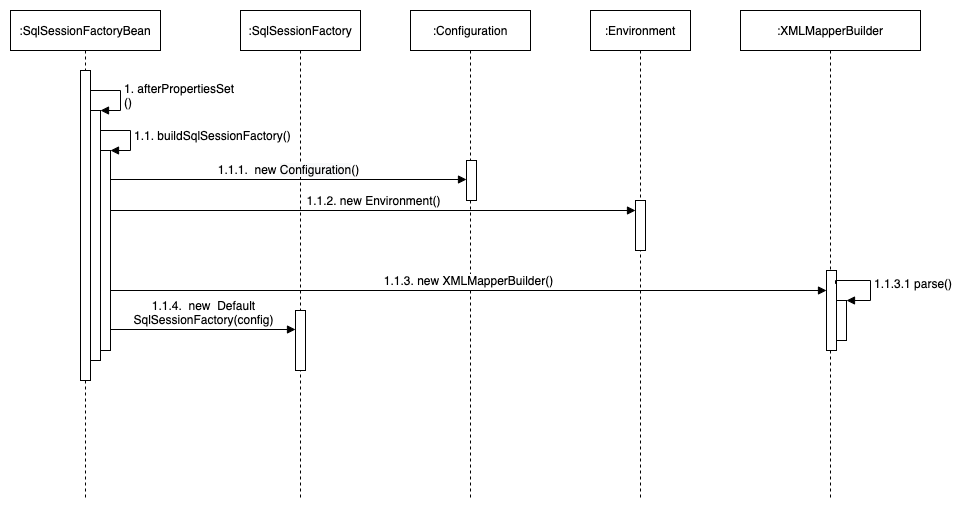 :SqlSessionFactoryBean
:SqlSessionFactory
:Configuration
:Environment
:XMLMapperBuilder
1. afterPropertiesSet
()
1.1. buildSqlSessionFactory()
1.1.1.  new Configuration()
1.1.2. new Environment()
1.1.3. new XMLMapperBuilder()
1.1.3.1 parse()
1.1.4.  new  Default
SqlSessionFactory(config)